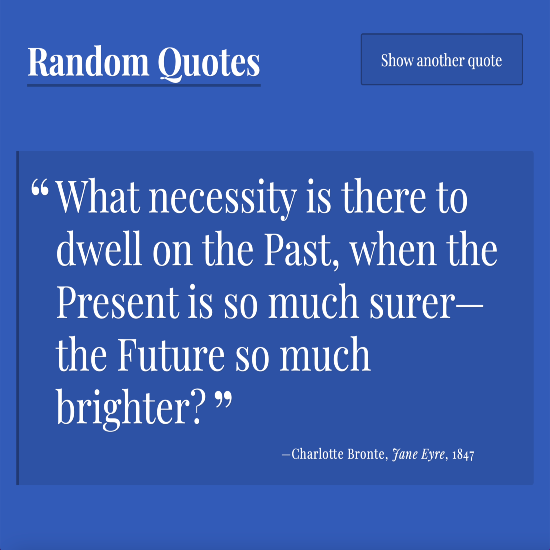 Random Quotes
Show another quote
“What necessity is there to
dwell on the Past, when the
Present is so much surer—
the Future so much
brighter?”
—Charlotte Bronte, Jane Eyre, 1847